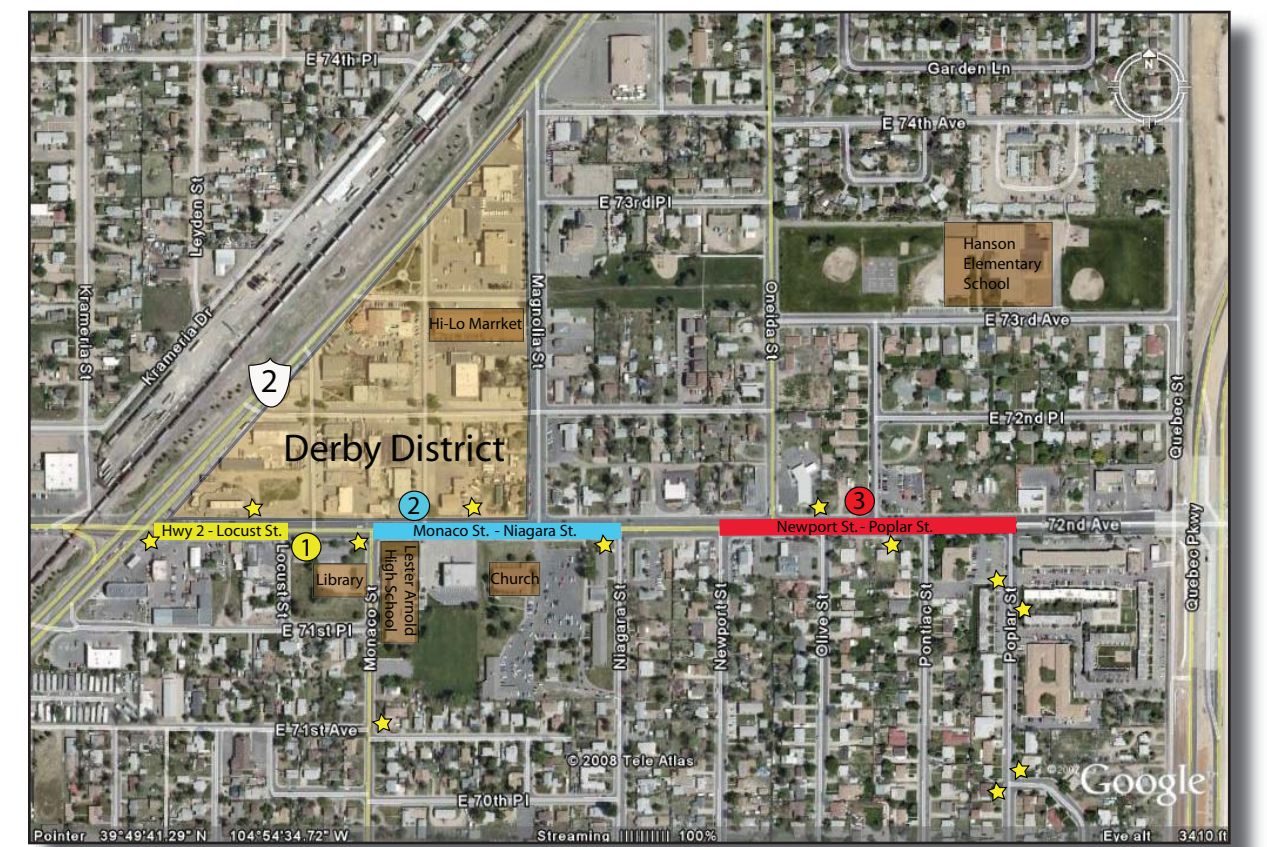 E 74th Pl
Garden Ln
N
E 74th Ave
Leyden St
E 73rd Pl
Hanson
Elementary
School
Krameria St
Krameria Dr
Magnolia St
Oneida St
Hi-Lo Marrket
E 73rd Ave
2
E 72nd Pl
Quebec St
Derby District
2
3
Hwy 2 - Locust St.
Monaco St. - Niagara St.
Newport St. - Poplar St.
72nd Ave
1
Locust St
Library
Monaco St
Lester Arnold
High School
Church
Niagara St
Newport St
Olive St
Pontiac St
Poplar St
Quebec Pkwy
E 71st Pl
E 71st Ave
© 2008 Tele Atlas
E 70th Pl
©2007 Google™
Pointer 39°49'41.29" N 104°54'34.72" W Streaming ||||||||| 100% Eye alt 3410 ft